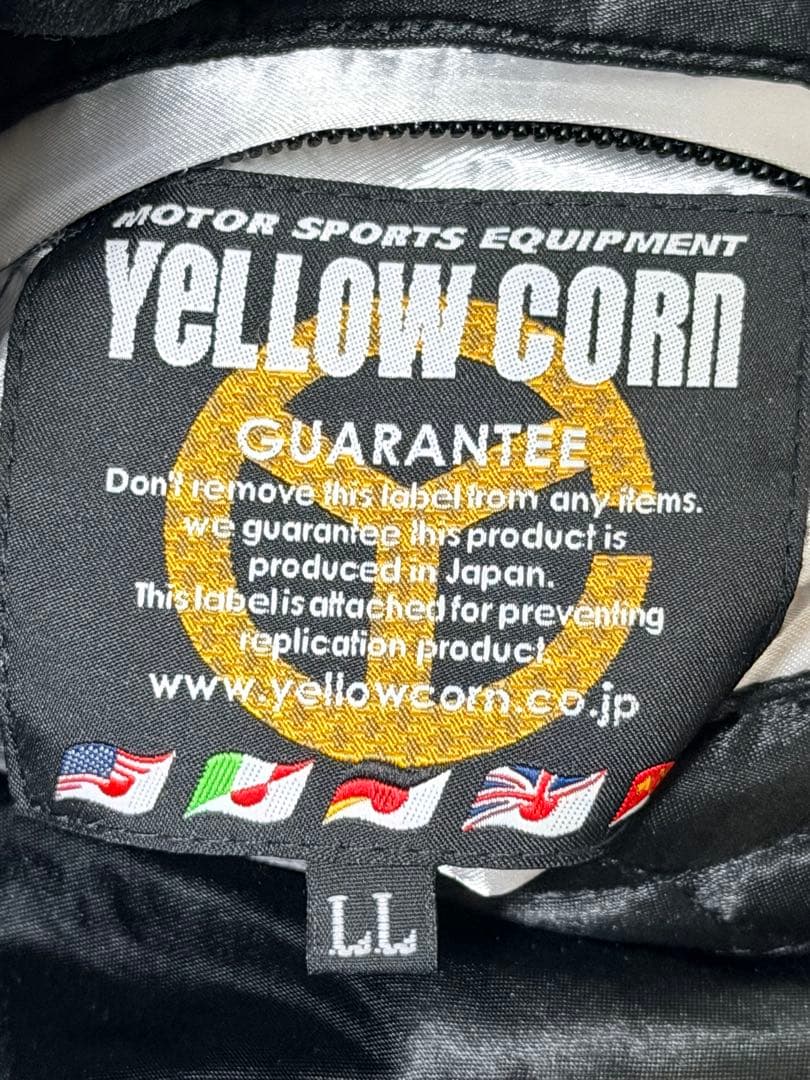 MOTOR SPORTS EQUIPMENT
YeLLOW CORn
GUARANTEE
Don't remove this label from any items.
we guarantee this product is
produced in Japan.
This label is attached for preventing
replication product.
www.yellowcorn.co.jp
LL